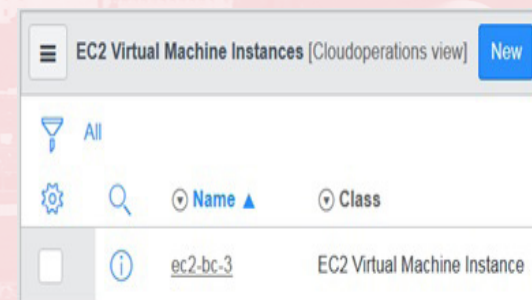 EC2 Virtual Machine Instances [Cloudoperations view] New
All
Name Class
ec2-bc-3 EC2 Virtual Machine Instance